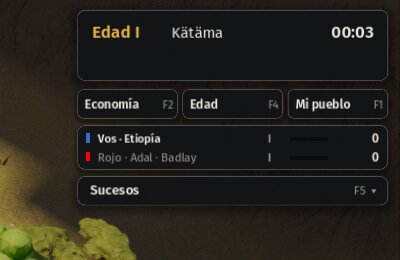 Edad I Kätäma 00:03
Economía F2 Edad F4 Mi pueblo F1
Vos · Etiopía I 0
Rojo · Adal · Badlay I 0
Sucesos F5